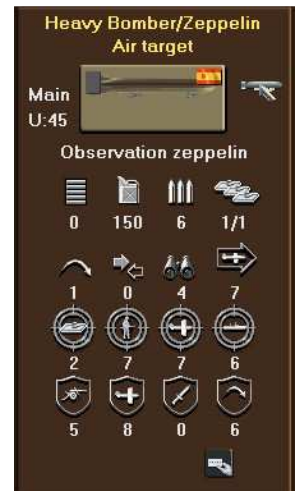 Heavy Bomber/Zeppelin
Air target
Main
U:45
Observation zeppelin
0 150 6 1/1
1 0 4 7
2 7 7 6
5 8 0 6